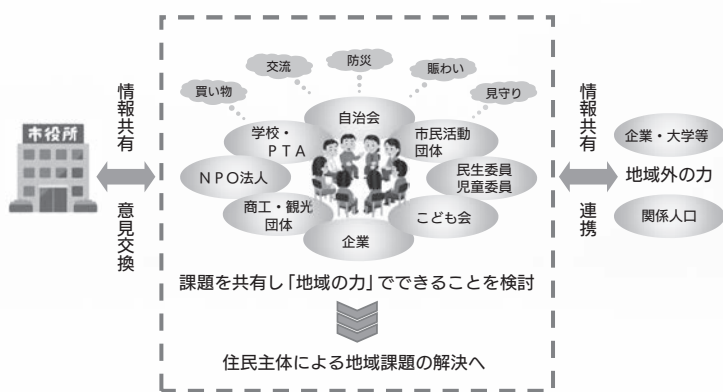 買い物
交流
防災
賑わい
見守り
市役所
情報共有
意見交換
自治会
学校・
ＰＴＡ
市民活動
団体
ＮＰＯ法人
民生委員
児童委員
商工・観光
団体
こども会
企業
課題を共有し「地域の力」でできることを検討
住民主体による地域課題の解決へ
情報共有
連携
企業・大学等
地域外の力
関係人口